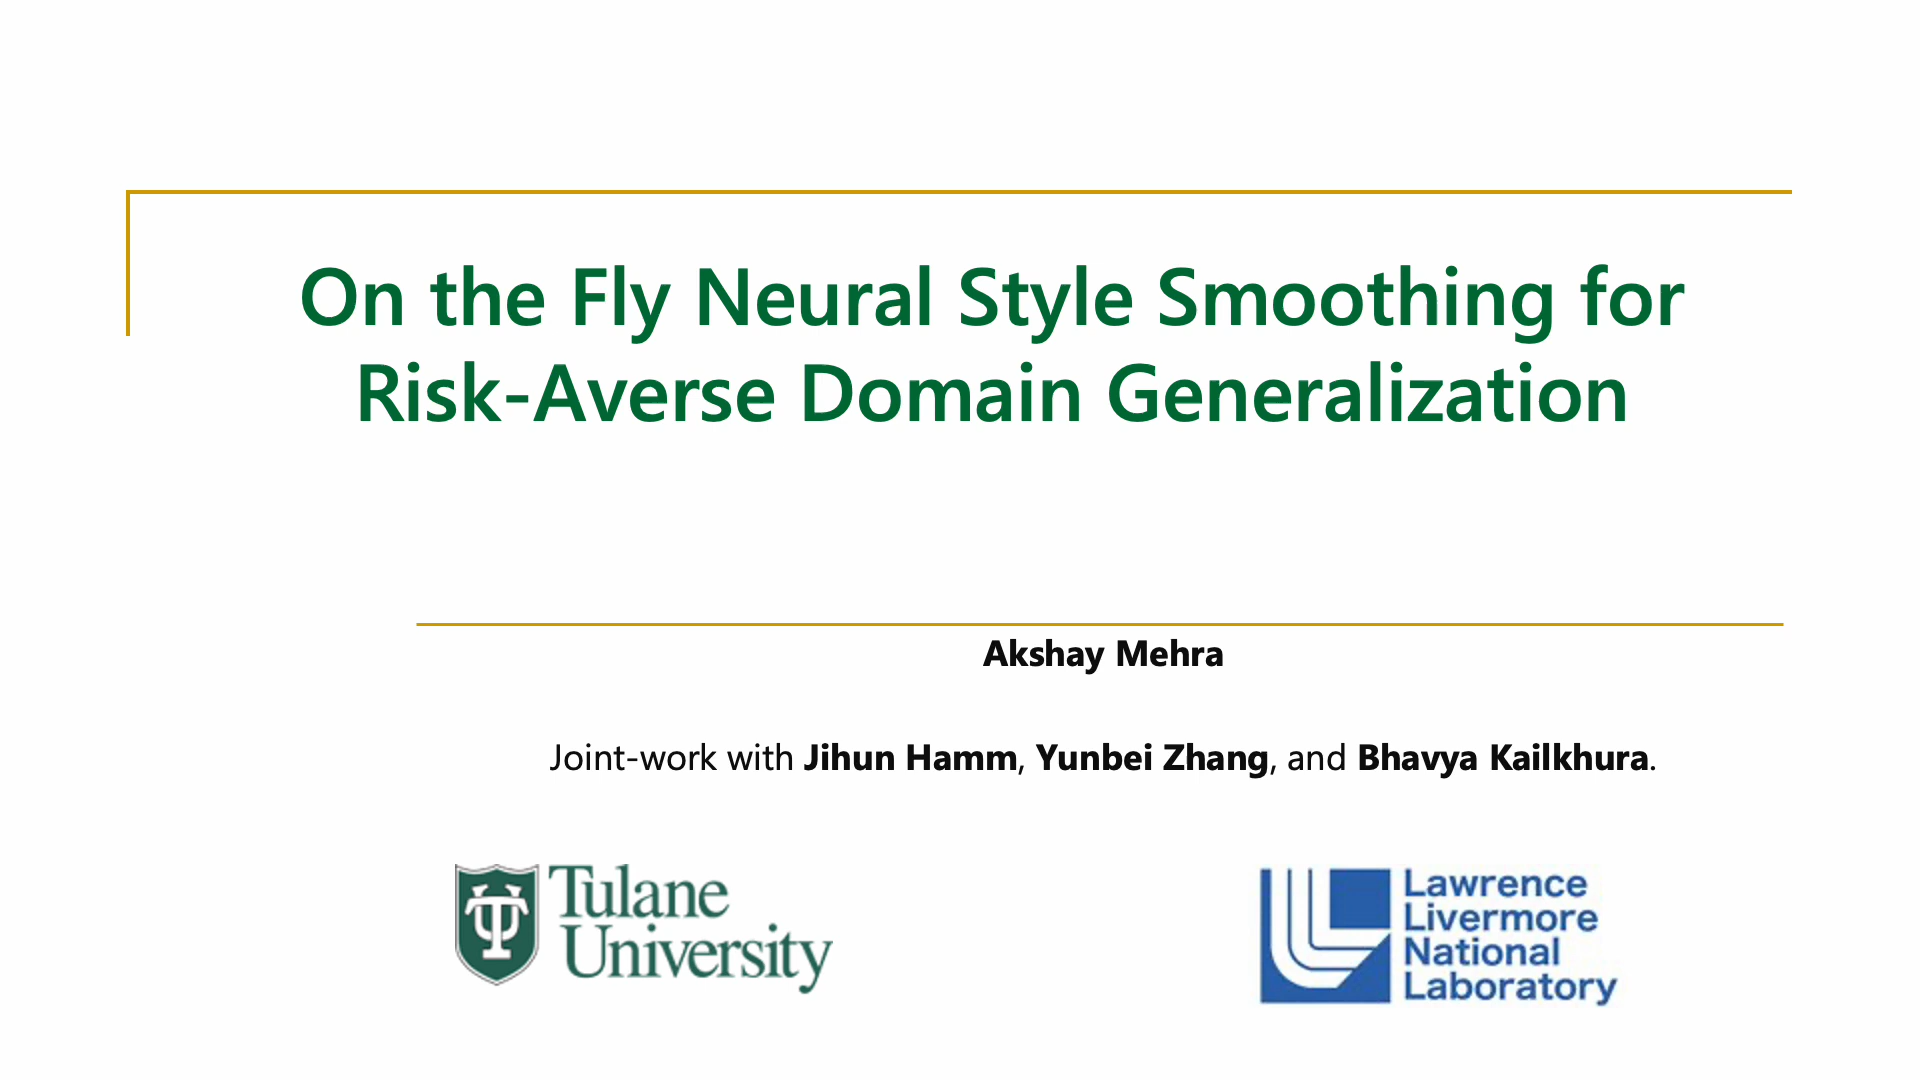 On the Fly Neural Style Smoothing for
Risk-Averse Domain Generalization
Akshay Mehra
Joint-work with Jihun Hamm, Yunbei Zhang, and Bhavya Kailkhura.
Tulane
University
Lawrence
Livermore
National
Laboratory